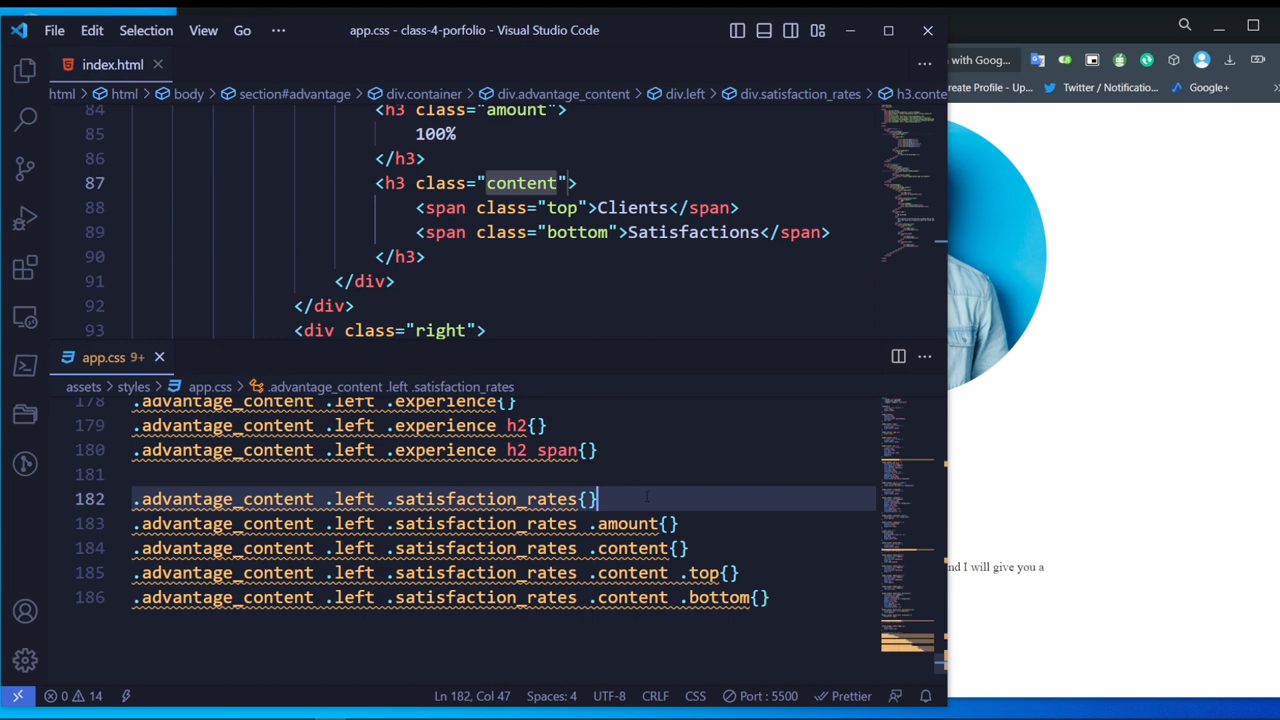 File Edit Selection View Go ··· app.css - class-4-porfolio - Visual Studio Code
index.html
html > html > body > section#advantage > div.container > div.advantage_content > div.left > div.satisfaction_rates > h3.conte
84 <h3 class="amount">
85 100%
86 </h3>
87 <h3 class="content">
88 <span class="top">Clients</span>
89 <span class="bottom">Satisfactions</span>
90 </h3>
91 </div>
92 </div>
93 <div class="right">
app.css 9+
assets > styles > app.css > .advantage_content .left .satisfaction_rates
178 .advantage_content .left .experience{}
179 .advantage_content .left .experience h2{}
180 .advantage_content .left .experience h2 span{}
181
182 .advantage_content .left .satisfaction_rates{}
183 .advantage_content .left .satisfaction_rates .amount{}
184 .advantage_content .left .satisfaction_rates .content{}
185 .advantage_content .left .satisfaction_rates .content .top{}
186 .advantage_content .left .satisfaction_rates .content .bottom{}
0 14 Ln 182, Col 47 Spaces: 4 UTF-8 CRLF CSS Port : 5500 Prettier
with Goog...
reate Profile - Up... Twitter / Notificatio... Google+
nd I will give you a